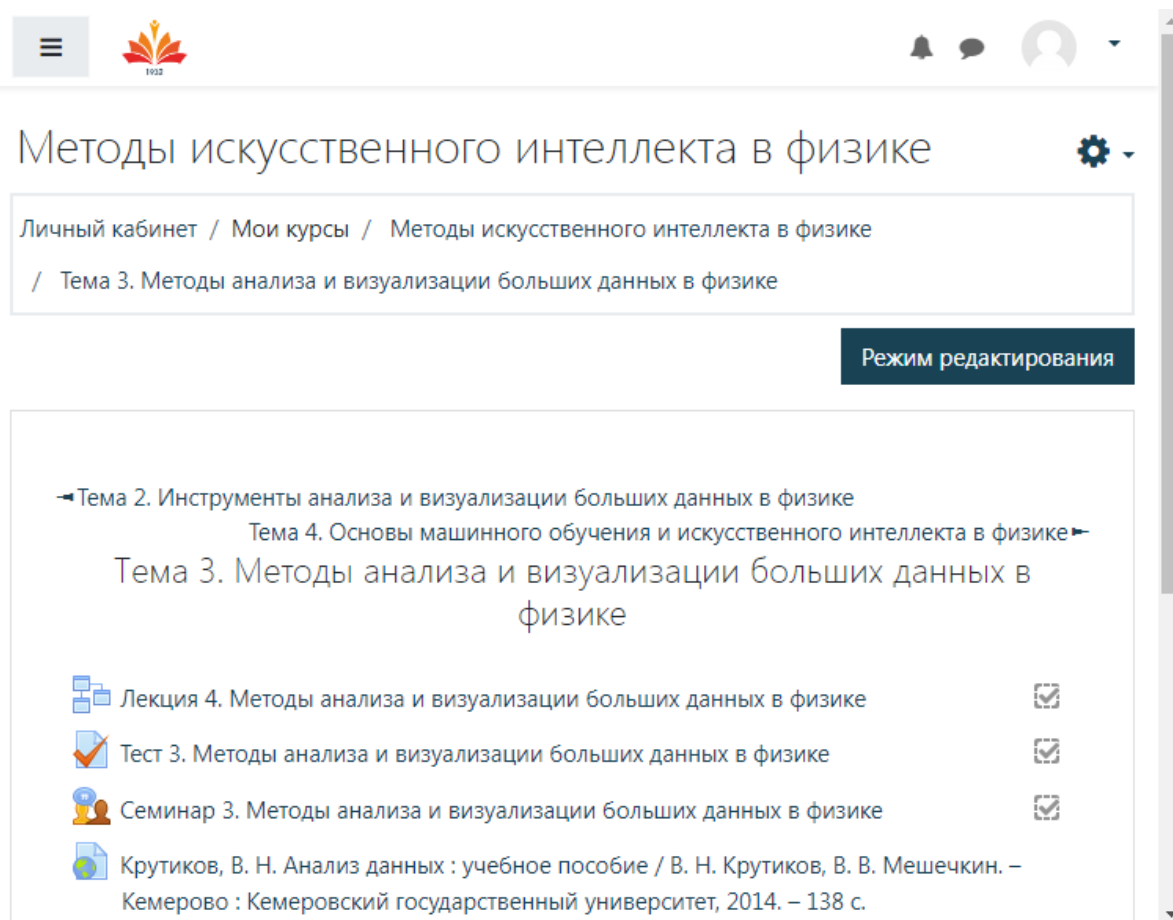 1932
Методы искусственного интеллекта в физике
Личный кабинет / Мои курсы / Методы искусственного интеллекта в физике
/ Тема 3. Методы анализа и визуализации больших данных в физике
Режим редактирования
Тема 2. Инструменты анализа и визуализации больших данных в физике
Тема 4. Основы машинного обучения и искусственного интеллекта в физике
Тема 3. Методы анализа и визуализации больших данных в
физике
Лекция 4. Методы анализа и визуализации больших данных в физике
Тест 3. Методы анализа и визуализации больших данных в физике
Семинар 3. Методы анализа и визуализации больших данных в физике
Крутиков, В. Н. Анализ данных : учебное пособие / В. Н. Крутиков, В. В. Мешечкин. –
Кемерово : Кемеровский государственный университет, 2014. – 138 с.